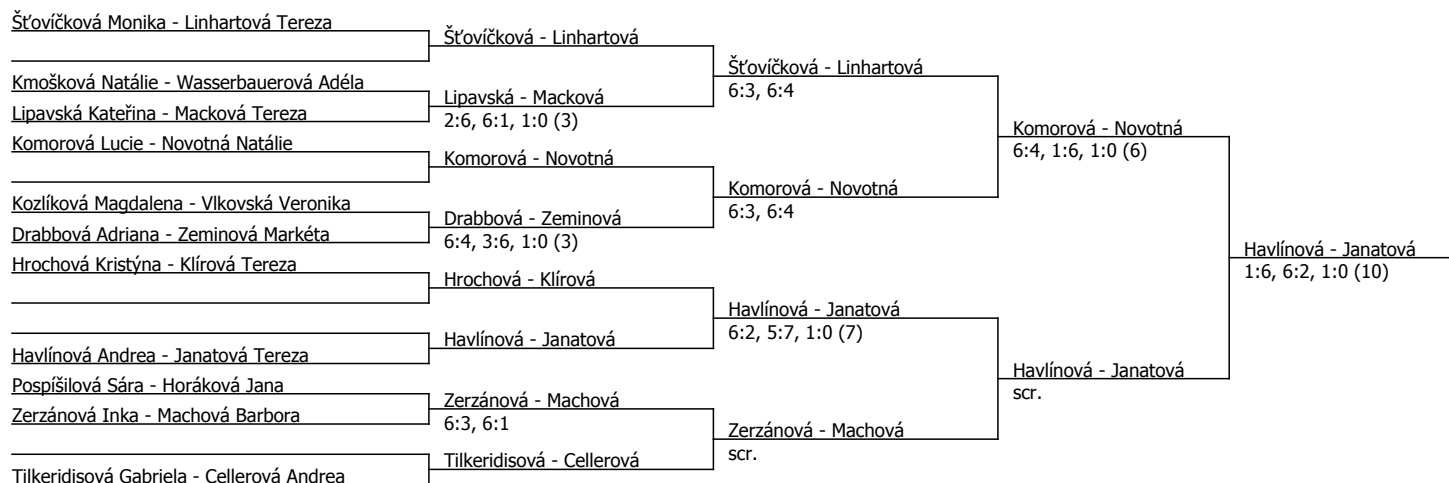 Šťovíčková Monika - Linhartová Tereza
Kmošková Natálie - Wasserbauerová Adéla
Lipavská Kateřina - Macková Tereza
Komorová Lucie - Novotná Natálie
Kozlíková Magdalena - Vlkovská Veronika
Drabbová Adriana - Zeminová Markéta
Hrochová Kristýna - Klírová Tereza
Havlínová Andrea - Janatová Tereza
Pospíšilová Sára - Horáková Jana
Zerzánová Inka - Machová Barbora
Tilkeridisová Gabriela - Cellerová Andrea
Šťovíčková - Linhartová
Lipavská - Macková
2:6, 6:1, 1:0 (3)
Komorová - Novotná
Drabbová - Zeminová
6:4, 3:6, 1:0 (3)
Hrochová - Klírová
Havlínová - Janatová
Zerzánová - Machová
6:3, 6:1
Tilkeridisová - Cellerová
Šťovíčková - Linhartová
6:3, 6:4
Komorová - Novotná
6:3, 6:4
Havlínová - Janatová
6:2, 5:7, 1:0 (7)
Zerzánová - Machová
scr.
Komorová - Novotná
6:4, 1:6, 1:0 (6)
Havlínová - Janatová
scr.
Havlínová - Janatová
1:6, 6:2, 1:0 (10)